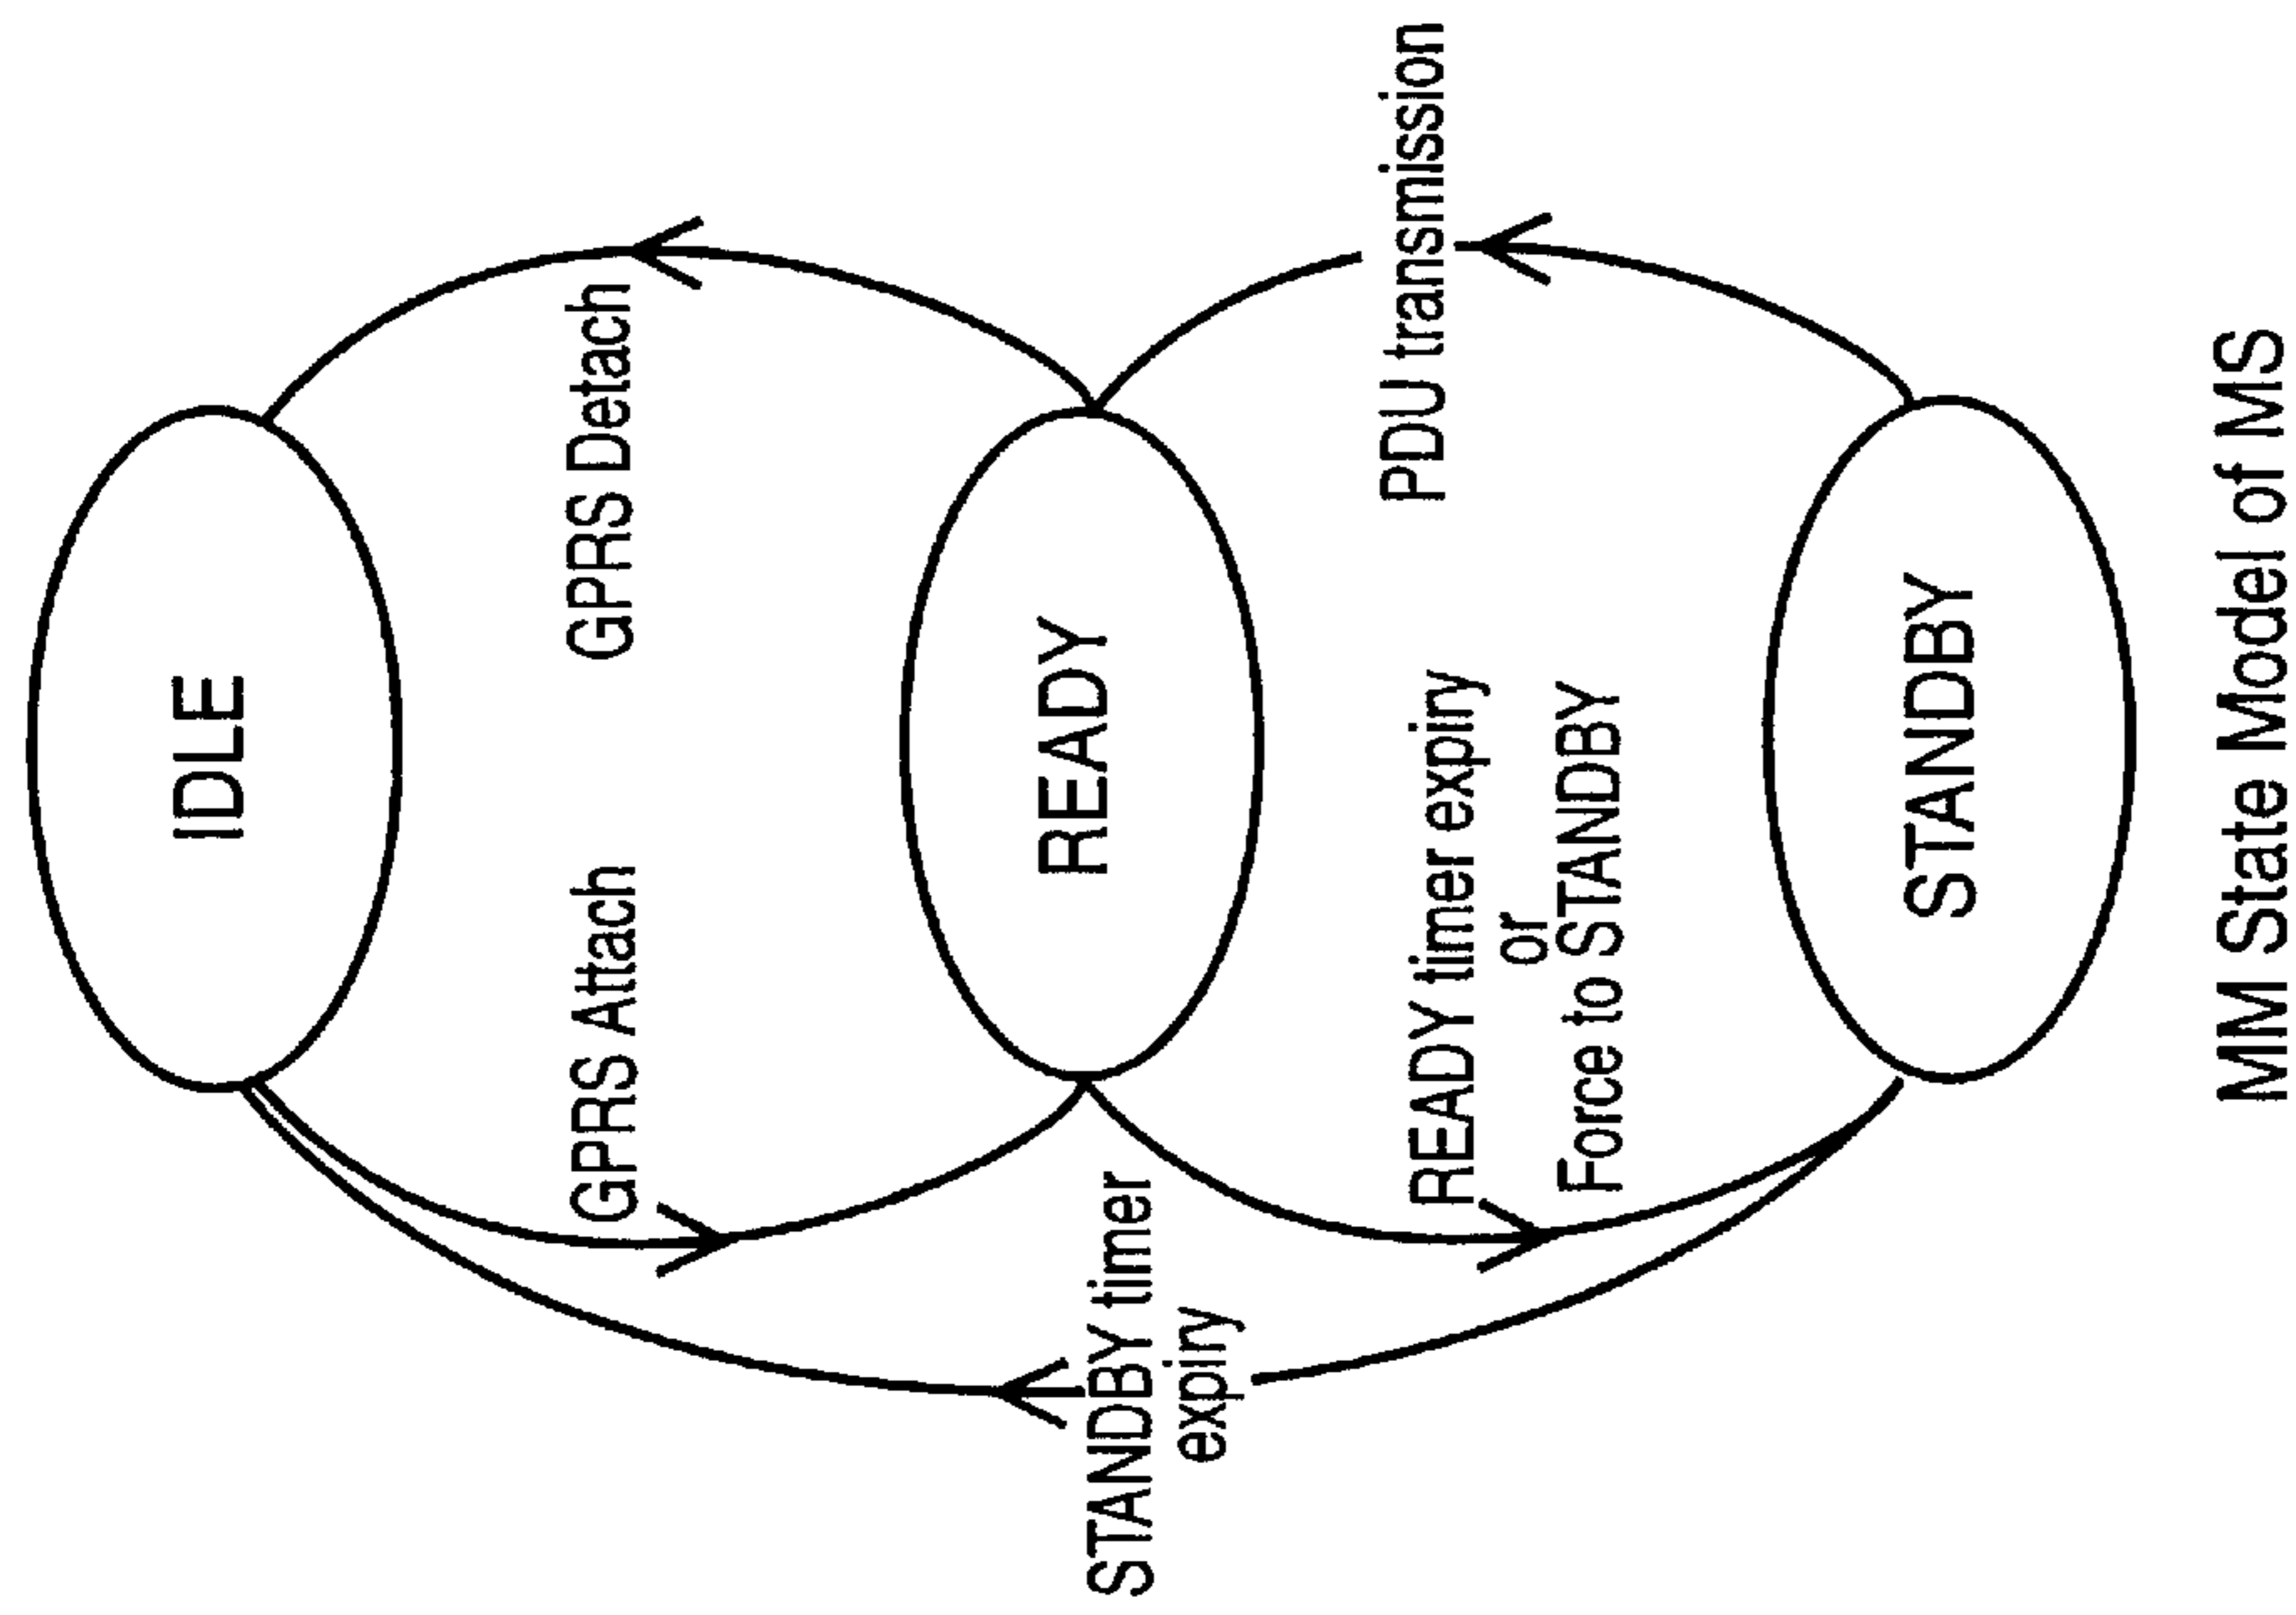 IDLE
GPRS Attach
GPRS Detach
STANDBY timer
expiry
READY
READY timer expiry
or
Force to STANDBY
PDU transmission
STANDBY
MM State Model of MS